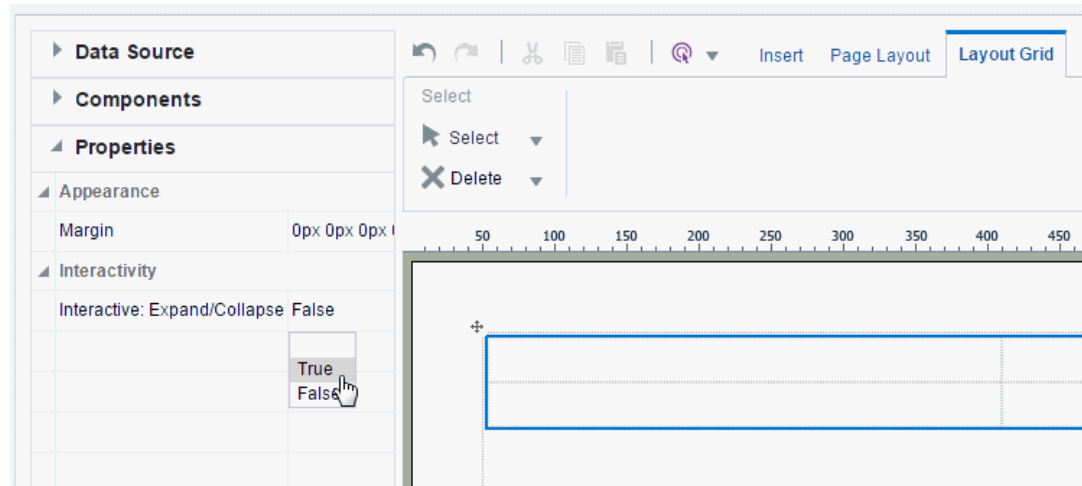 Data Source
Components
Properties
Appearance
Margin 0px 0px 0px
Interactivity
Interactive: Expand/Collapse False
True
False
Insert Page Layout Layout Grid
Select
Select
Delete
50 100 150 200 250 300 350 400 450